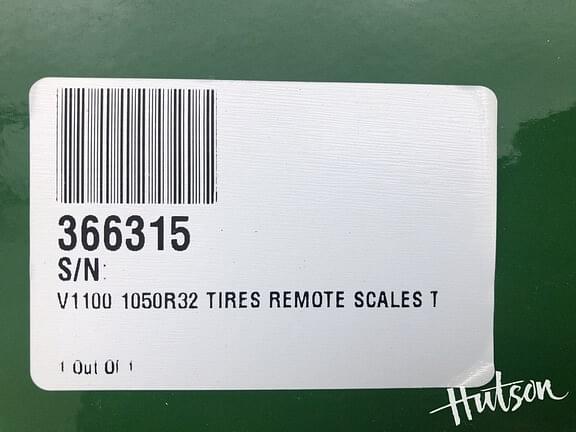 366315
S/N:
V1100 1050R32 TIRES REMOTE SCALES T
1 Out Of 1
Hutson